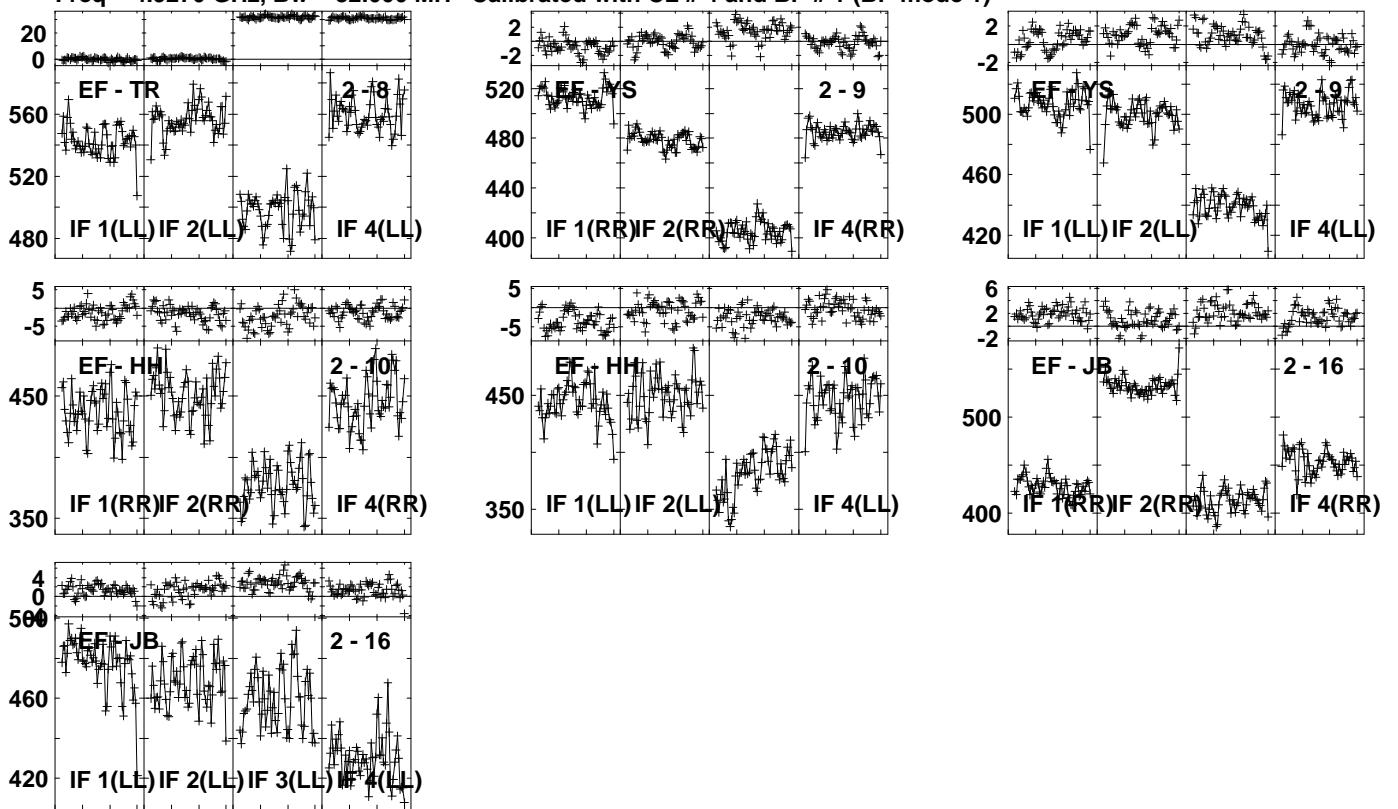 Calibrated with and mode
20
0
560
520
480
EF - TR
2 - 8
IF 1(LL)
IF 2(LL)
IF 4(LL)
2
-2
520
480
440
400
EF - YS
2 - 9
IF 1(RR)
IF 2(RR)
IF 4(RR)
2
-2
500
460
420
EF - YS
2 - 9
IF 1(LL)
IF 2(LL)
IF 4(LL)
5
-5
450
350
EF - HH
2 - 10
IF 1(RR)
IF 2(RR)
IF 4(RR)
5
-5
450
350
EF - HH
2 - 10
IF 1(LL)
IF 2(LL)
IF 4(LL)
6
2
-2
500
400
EF - JB
2 - 16
IF 1(RR)
IF 2(RR)
IF 4(RR)
4
0
-4
500
460
420
EF - JB
2 - 16
IF 1(LL)
IF 2(LL)
IF 3(LL)
IF 4(LL)